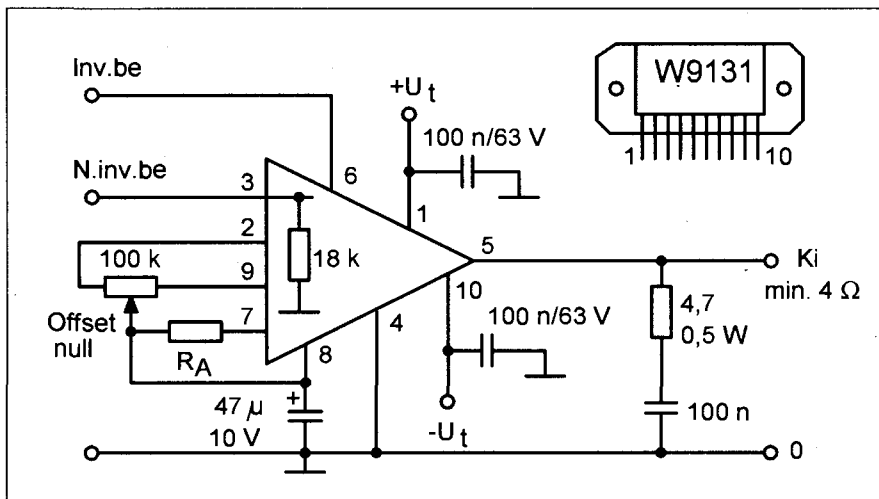 Inv.be
W9131
+Ut
100 n/63 V
1
10
N.inv.be
3
6
1
2
5
Ki
100 k
18 k
min. 4 Ω
9
10
4,7
Offset
null
100 n/63 V
0,5 W
7
4
RA
8
+
47 µ
100 n
10 V
-Ut
0